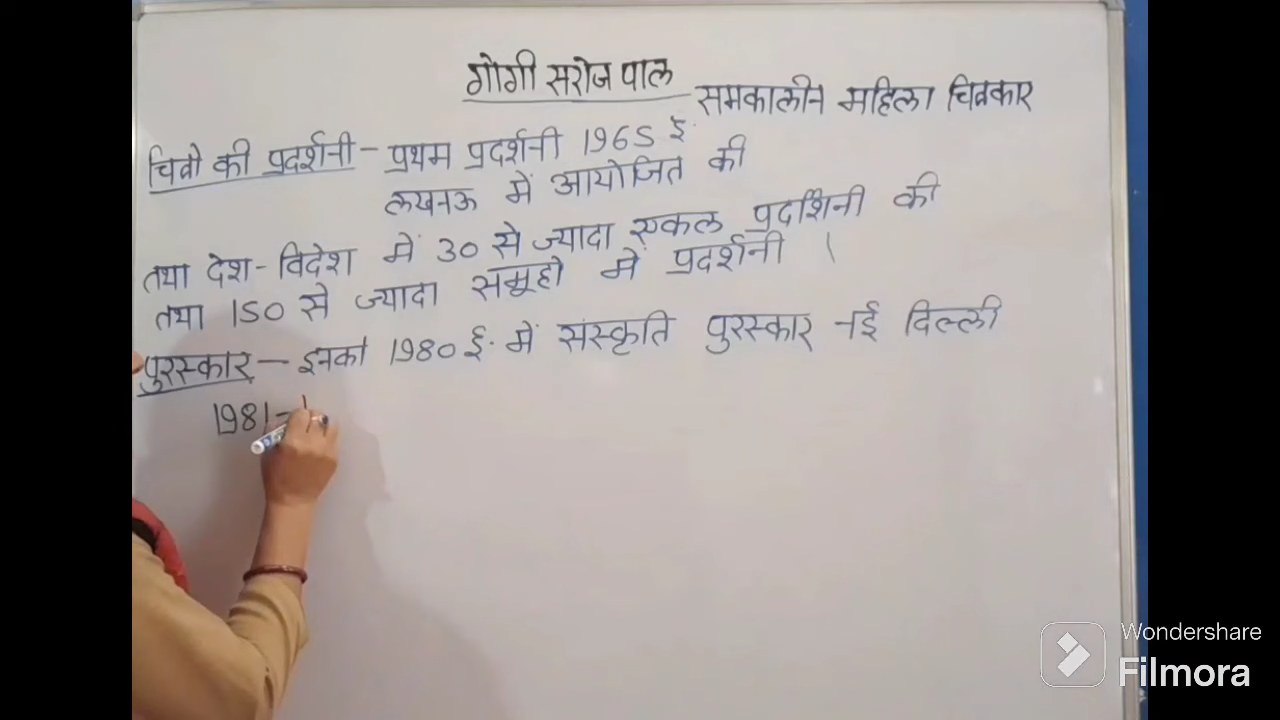 गोगी सरोज पाल
समकालीन महिला चित्रकार
चित्रो की प्रदर्शनी - प्रथम प्रदर्शनी 1965 ई.
लखनऊ में आयोजित की
तथा देश - विदेश में 30 से ज्यादा एकल प्रदर्शिनी की
तथा 150 से ज्यादा समूहो में प्रदर्शनी ।
पुरस्कार - इनको 1980 ई. में संस्कृति पुरस्कार नई दिल्ली
1981 -
Wondershare
Filmora